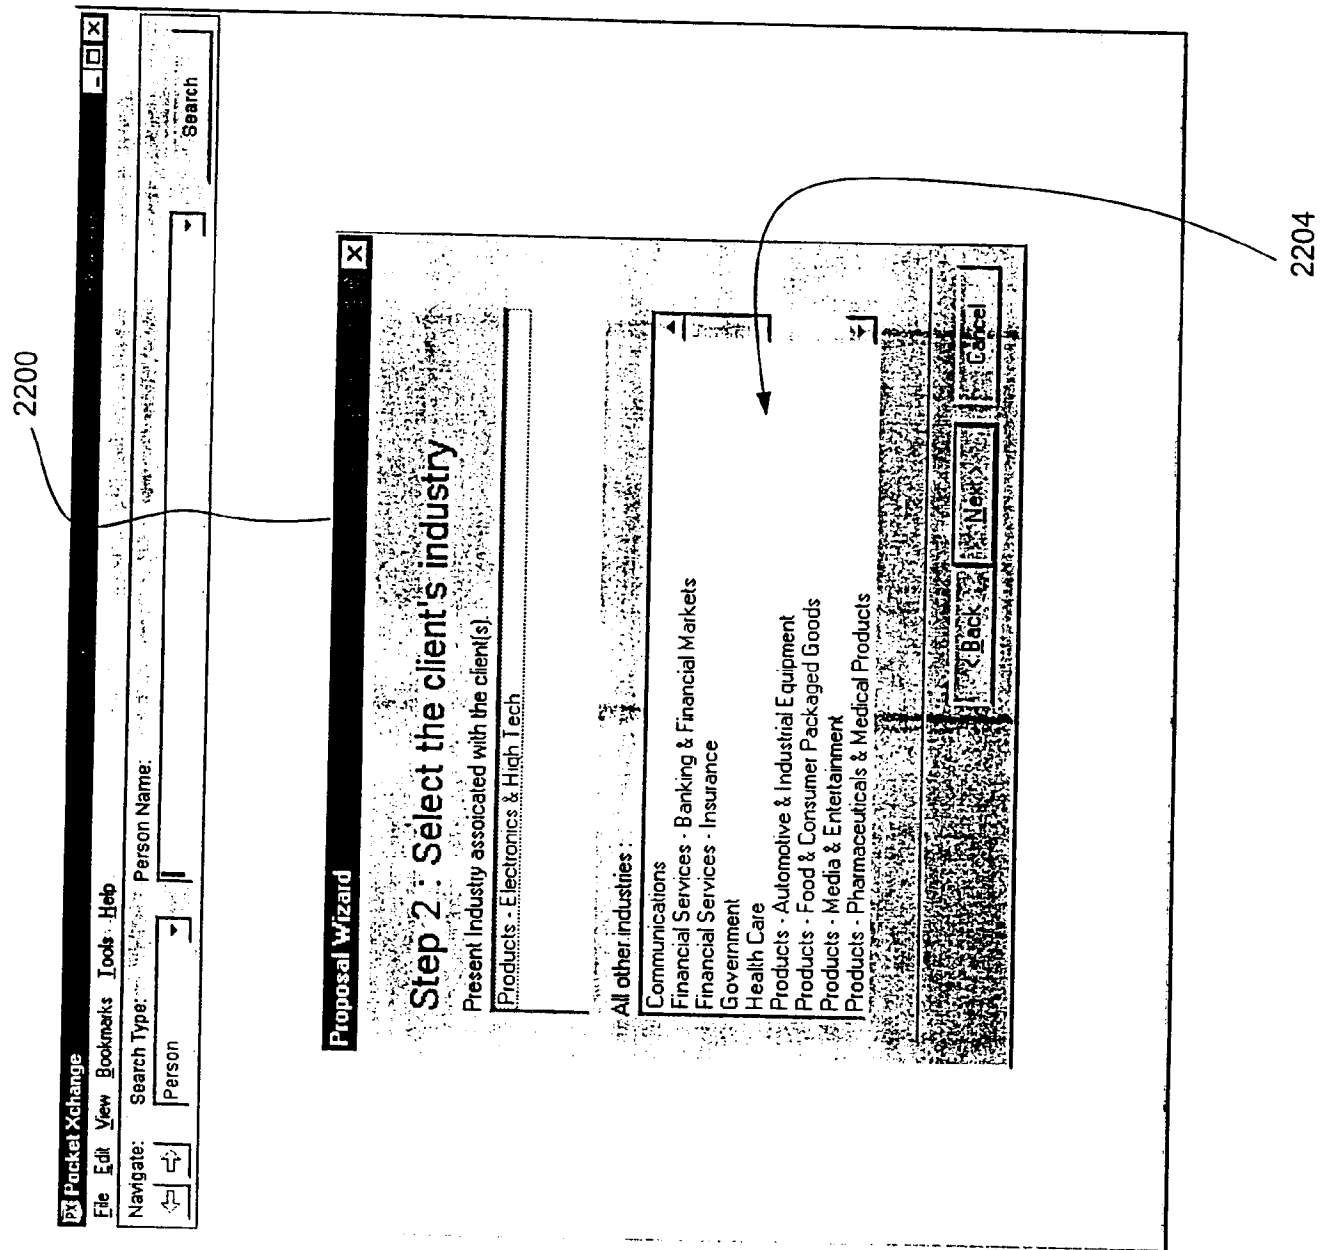 2200
PX Pocket Xchange
File Edit View Bookmarks Tools Help
Navigate: Search Type: Person Name:
Person Search
Proposal Wizard
Step 2 : Select the client's industry
Present Industry assoicated with the client(s).
Products - Electronics & High Tech
All other industries :
Communications
Financial Services - Banking & Financial Markets
Financial Services - Insurance
Government
Health Care
Products - Automotive & Industrial Equipment
Products - Food & Consumer Packaged Goods
Products - Media & Entertainment
Products - Pharmaceuticals & Medical Products
< Back Next > Cancel
2204